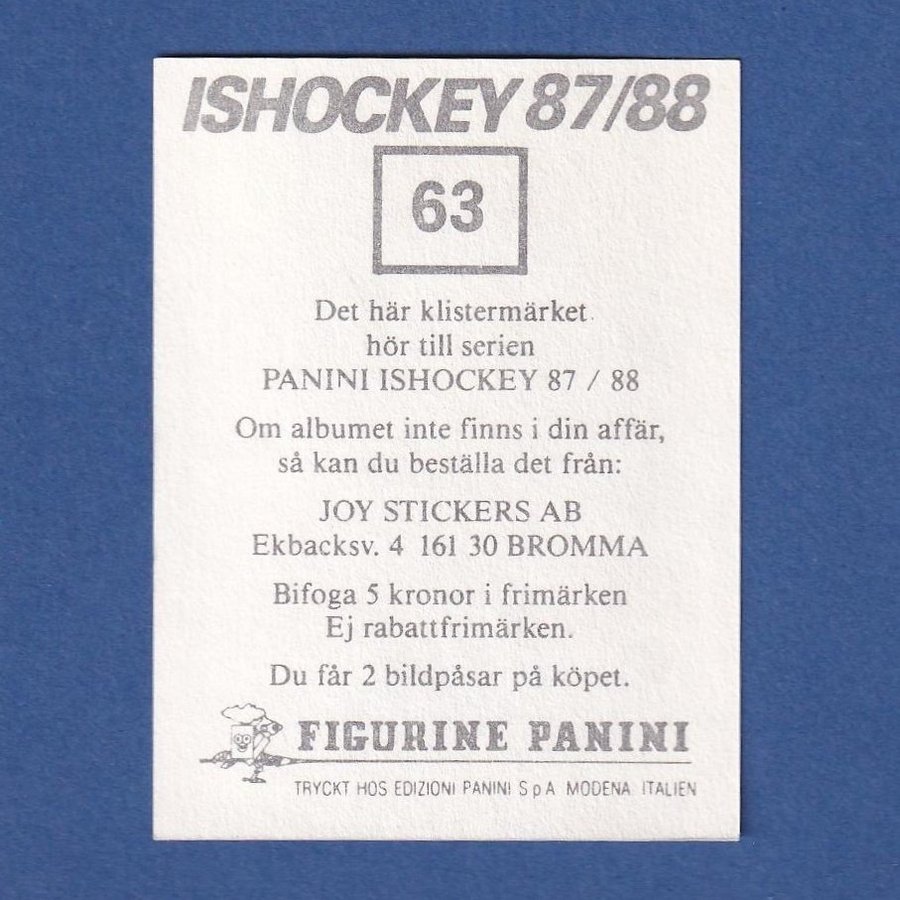 ISHOCKEY 87/88
63
Det här klistermärket
hör till serien
PANINI ISHOCKEY 87 / 88
Om albumet inte finns i din affär,
så kan du beställa det från:
JOY STICKERS AB
Ekbacksv. 4 161 30 BROMMA
Bifoga 5 kronor i frimärken
Ej rabattfrimärken.
Du får 2 bildpåsar på köpet.
FIGURINE PANINI
TRYCKT HOS EDIZIONI PANINI S p A MODENA ITALIEN